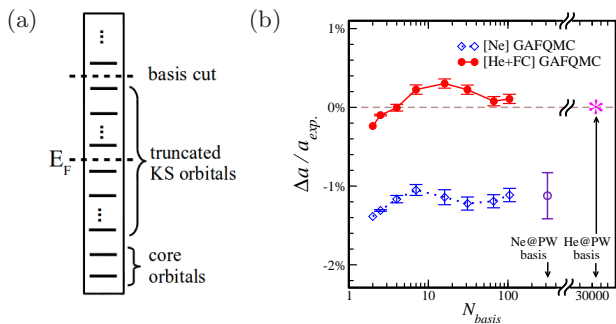 (a)
...
basis cut
...
E_F
truncated
KS orbitals
...
core
orbitals
(b)
[Ne] GAFQMC
[He+FC] GAFQMC
1%
0%
-1%
-2%
Δa / a_exp.
Ne@PW
basis
He@PW
basis
1
10
100
30000
N_basis